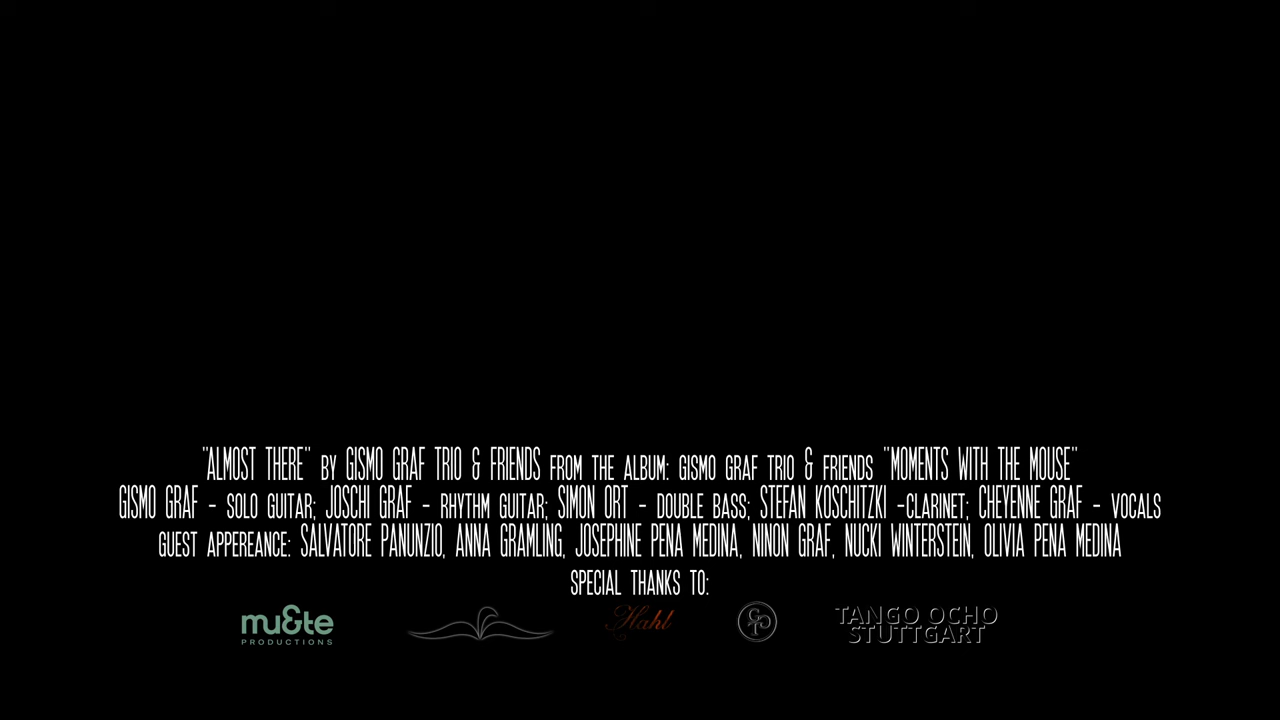 "ALMOST THERE" BY GISMO GRAF TRIO & FRIENDS FROM THE ALBUM: GISMO GRAF TRIO & FRIENDS "MOMENTS WITH THE MOUSE"
GISMO GRAF - SOLO GUITAR; JOSCHI GRAF - RHYTHM GUITAR; SIMON ORT - DOUBLE BASS; STEFAN KOSCHITZKI -CLARINET; CHEYENNE GRAF - VOCALS
GUEST APPEREANCE: SALVATORE PANUNZIO, ANNA GRAMLING, JOSEPHINE PENA MEDINA, NINON GRAF, NUCKI WINTERSTEIN, OLIVIA PENA MEDINA
SPECIAL THANKS TO:
mu&te
PRODUCTIONS
Hahl
TANGO OCHO
STUTTGART